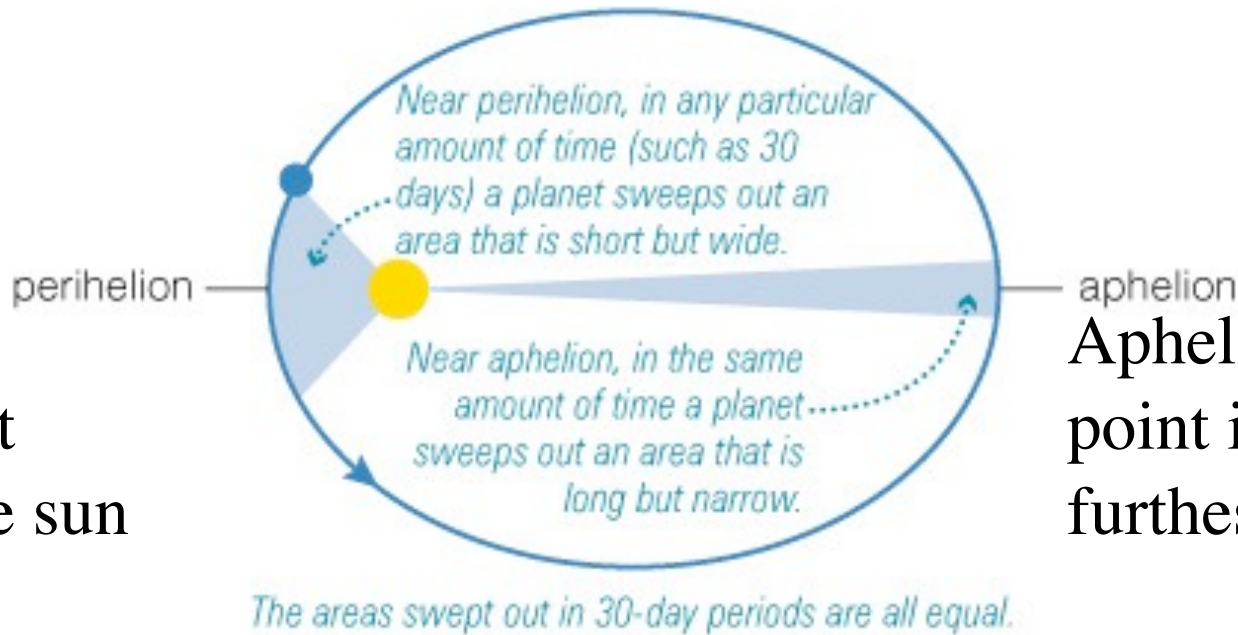 Near perihelion, in any particular
amount of time (such as 30
days) a planet sweeps out an
area that is short but wide.
perihelion
aphelion
Near aphelion, in the same
amount of time a planet
sweeps out an area that is
long but narrow.
e sun
point
The areas swept out in 30-day periods are all equal.